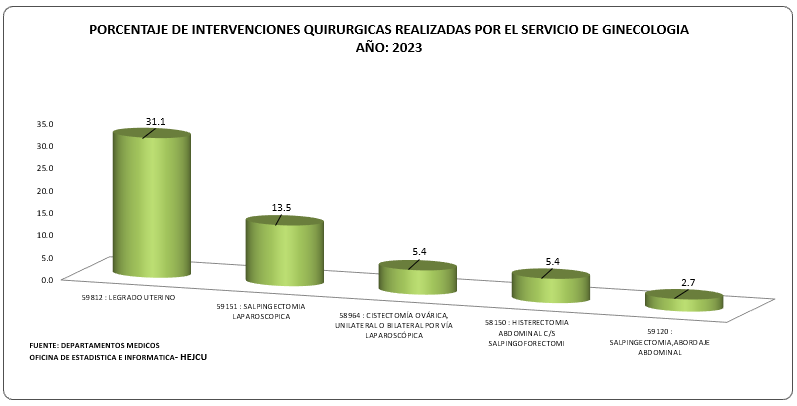 PORCENTAJE DE INTERVENCIONES QUIRURGICAS REALIZADAS POR EL SERVICIO DE GINECOLOGIA
AÑO: 2023
31.1
13.5
5.4
5.4
2.7
35.0
30.0
25.0
20.0
15.0
10.0
5.0
0.0
59812 : LEGRADO UTERINO
59151 : SALPINGECTOMIA
LAPAROSCOPICA
58964 : CISTECTOMÍA OVÁRICA,
UNILATERAL O BILATERAL POR VÍA
LAPAROSCÓPICA
58150 : HISTERECTOMIA
ABDOMINAL C/S
SALPINGOFORECTOMI
59120 :
SALPINGECTOMIA,ABORDAJE
ABDOMINAL
FUENTE: DEPARTAMENTOS MEDICOS
OFICINA DE ESTADISTICA E INFORMATICA- HEJCU